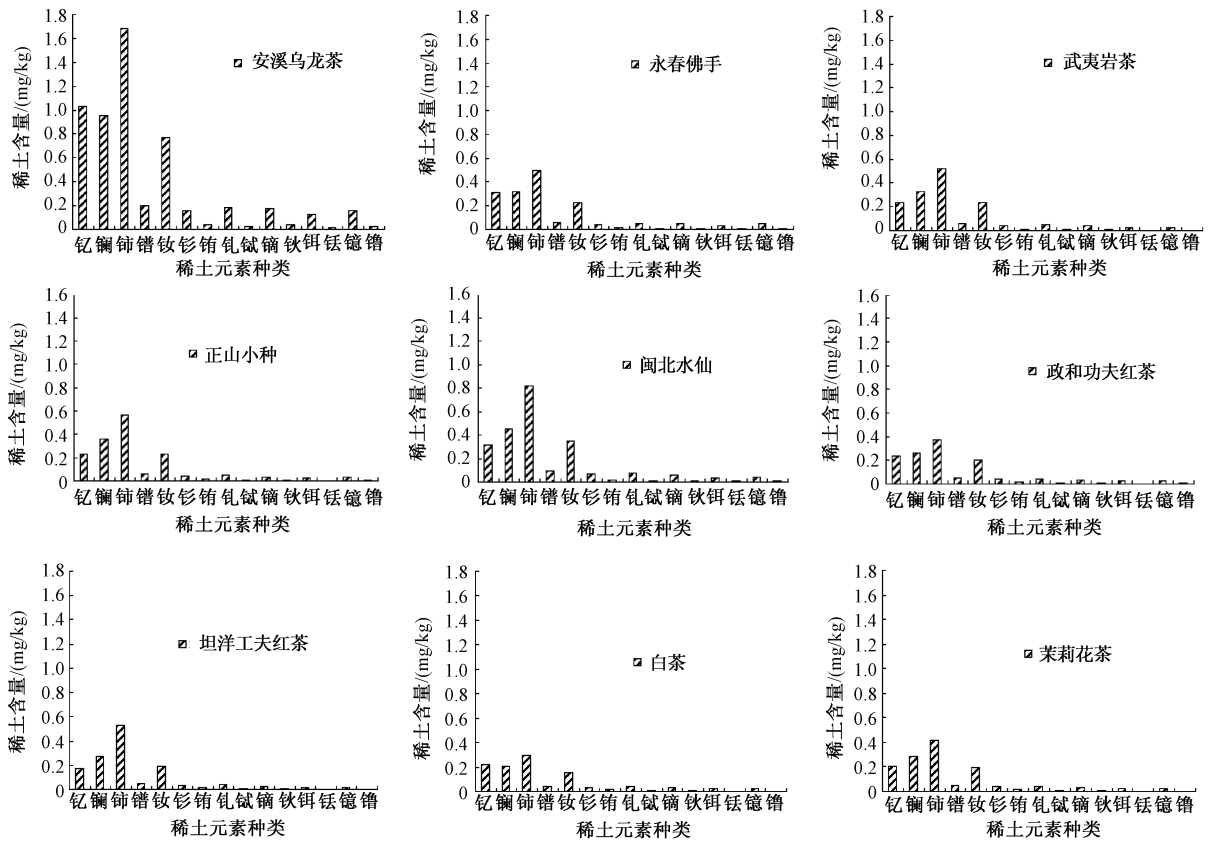 稀土含量/(mg/kg)
1.8
1.6
1.4
1.2
1.0
0.8
0.6
0.4
0.2
0
安溪乌龙茶
钇 镧 铈 镨 钕 钐 铕 钆 铽 镝 钬 铒 铥 镱 镥
稀土元素种类
稀土含量/(mg/kg)
1.8
1.6
1.4
1.2
1.0
0.8
0.6
0.4
0.2
0
永春佛手
钇 镧 铈 镨 钕 钐 铕 钆 铽 镝 钬 铒 铥 镱 镥
稀土元素种类
稀土含量/(mg/kg)
1.8
1.6
1.4
1.2
1.0
0.8
0.6
0.4
0.2
0
武夷岩茶
钇 镧 铈 镨 钕 钐 铕 钆 铽 镝 钬 铒 铥 镱 镥
稀土元素种类
稀土含量/(mg/kg)
1.6
1.4
1.2
1.0
0.8
0.6
0.4
0.2
0
正山小种
钇 镧 铈 镨 钕 钐 铕 钆 铽 镝 钬 铒 铥 镱 镥
稀土元素种类
稀土含量/(mg/kg)
1.6
1.4
1.2
1.0
0.8
0.6
0.4
0.2
0
闽北水仙
钇 镧 铈 镨 钕 钐 铕 钆 铽 镝 钬 铒 铥 镱 镥
稀土元素种类
稀土含量/(mg/kg)
1.6
1.4
1.2
1.0
0.8
0.6
0.4
0.2
0
政和功夫红茶
钇 镧 铈 镨 钕 钐 铕 钆 铽 镝 钬 铒 铥 镱 镥
稀土元素种类
稀土含量/(mg/kg)
1.8
1.6
1.4
1.2
1.0
0.8
0.6
0.4
0.2
0
坦洋工夫红茶
钇 镧 铈 镨 钕 钐 铕 钆 铽 镝 钬 铒 铥 镱 镥
稀土元素种类
稀土含量/(mg/kg)
1.8
1.6
1.4
1.2
1.0
0.8
0.6
0.4
0.2
0
白茶
钇 镧 铈 镨 钕 钐 铕 钆 铽 镝 钬 铒 铥 镱 镥
稀土元素种类
稀土含量/(mg/kg)
1.8
1.6
1.4
1.2
1.0
0.8
0.6
0.4
0.2
0
茉莉花茶
钇 镧 铈 镨 钕 钐 铕 钆 铽 镝 钬 铒 铥 镱 镥
稀土元素种类